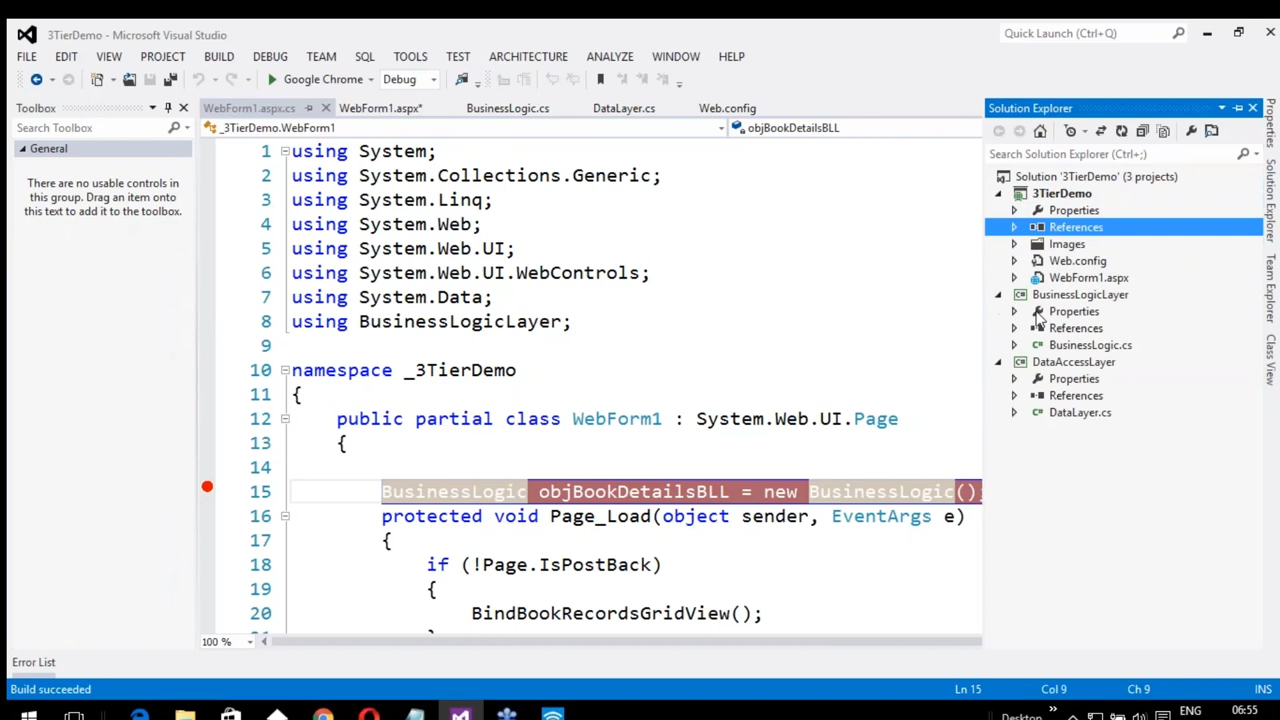 3TierDemo - Microsoft Visual Studio
Quick Launch (Ctrl+Q)
FILE EDIT VIEW PROJECT BUILD DEBUG TEAM SQL TOOLS TEST ARCHITECTURE ANALYZE WINDOW HELP
Google Chrome Debug
Toolbox
Search Toolbox
General
There are no usable controls in
this group. Drag an item onto
this text to add it to the toolbox.
WebForm1.aspx.cs WebForm1.aspx* BusinessLogic.cs DataLayer.cs Web.config
_3TierDemo.WebForm1 objBookDetailsBLL
1 using System;
2 using System.Collections.Generic;
3 using System.Linq;
4 using System.Web;
5 using System.Web.UI;
6 using System.Web.UI.WebControls;
7 using System.Data;
8 using BusinessLogicLayer;
9
10 namespace _3TierDemo
11 {
12 public partial class WebForm1 : System.Web.UI.Page
13 {
14
15 BusinessLogic objBookDetailsBLL = new BusinessLogic();
16 protected void Page_Load(object sender, EventArgs e)
17 {
18 if (!Page.IsPostBack)
19 {
20 BindBookRecordsGridView();
100 %
Solution Explorer
Search Solution Explorer (Ctrl+;)
Solution '3TierDemo' (3 projects)
3TierDemo
Properties
References
Images
Web.config
WebForm1.aspx
BusinessLogicLayer
Properties
References
BusinessLogic.cs
DataAccessLayer
Properties
References
DataLayer.cs
Properties
Solution Explorer
Team Explorer
Class View
Error List
Build succeeded Ln 15 Col 9 Ch 9 INS
Desktop ENG 06:55